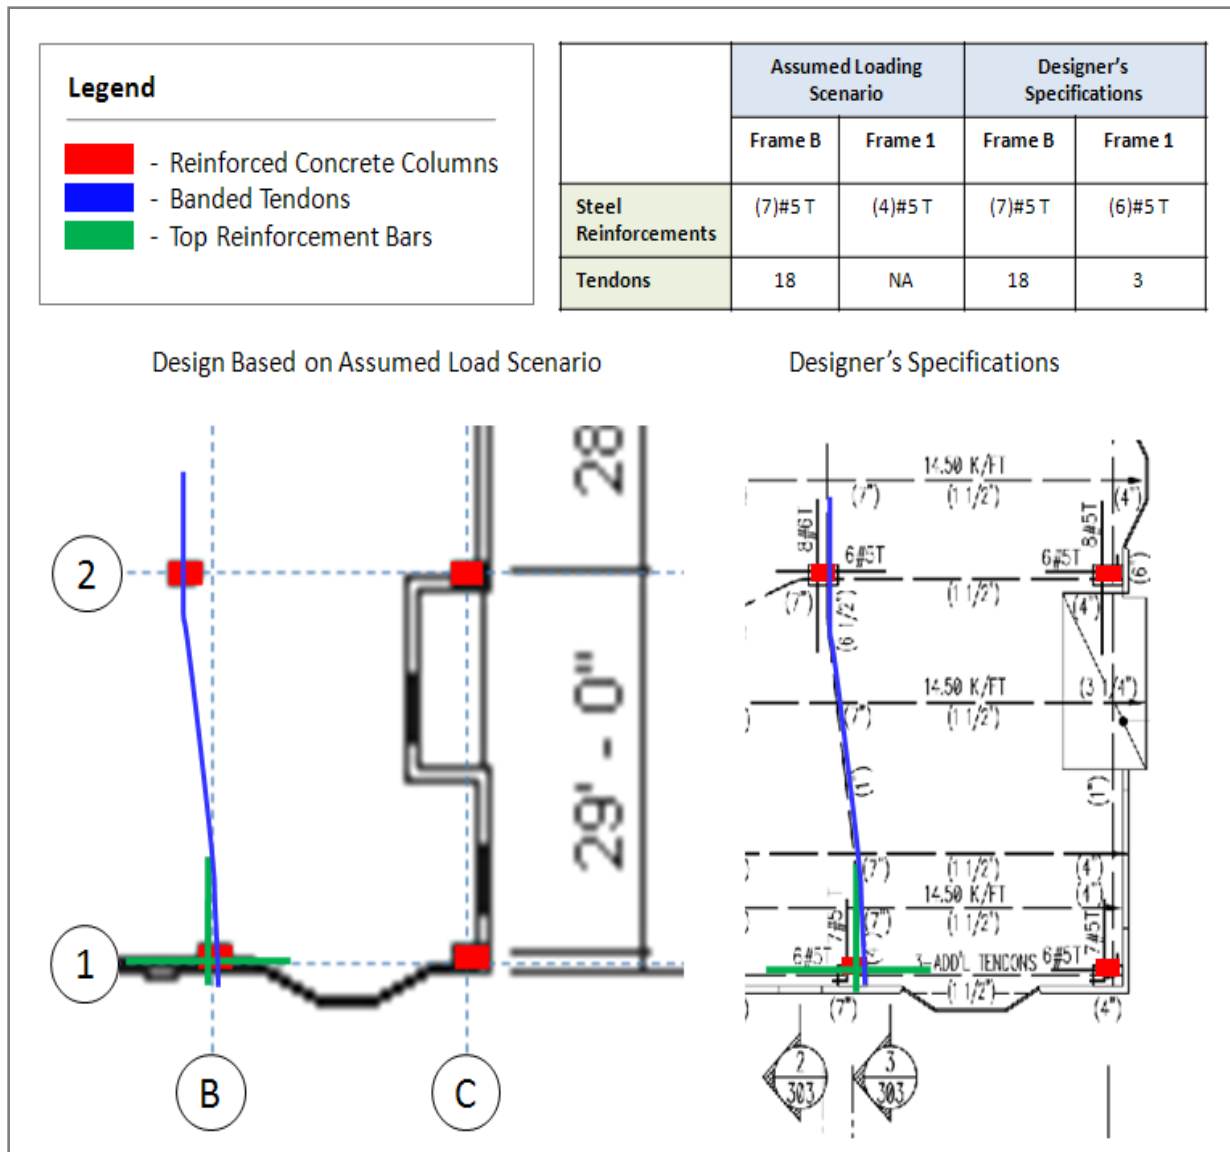 Legend
- Reinforced Concrete Columns
- Banded Tendons
- Top Reinforcement Bars
Assumed Loading Scenario
Designer's Specifications
Frame B
Frame 1
Frame B
Frame 1
Steel Reinforcements
(7)#5 T
(4)#5 T
(7)#5 T
(6)#5 T
Tendons
18
NA
18
3
Design Based on Assumed Load Scenario
Designer's Specifications
28
2
29' - 0"
1
B
C
14.50 K/FT
(7")
(1 1/2")
(4")
8#6T
6#5T
6#5T
8#5T
(6")
(7")
(6 1/2")
(1 1/2")
(4")
14.50 K/FT
(3 1/4")
(7")
(1 1/2")
(1")
(1")
(7")
(1 1/2")
(4")
14.50 K/FT
(4")
(7")
(1 1/2")
7#5
7#5T
6#5T
3-ADD'L TENDONS
6#5T
(7")
(1 1/2")
(4")
2
303
3
303